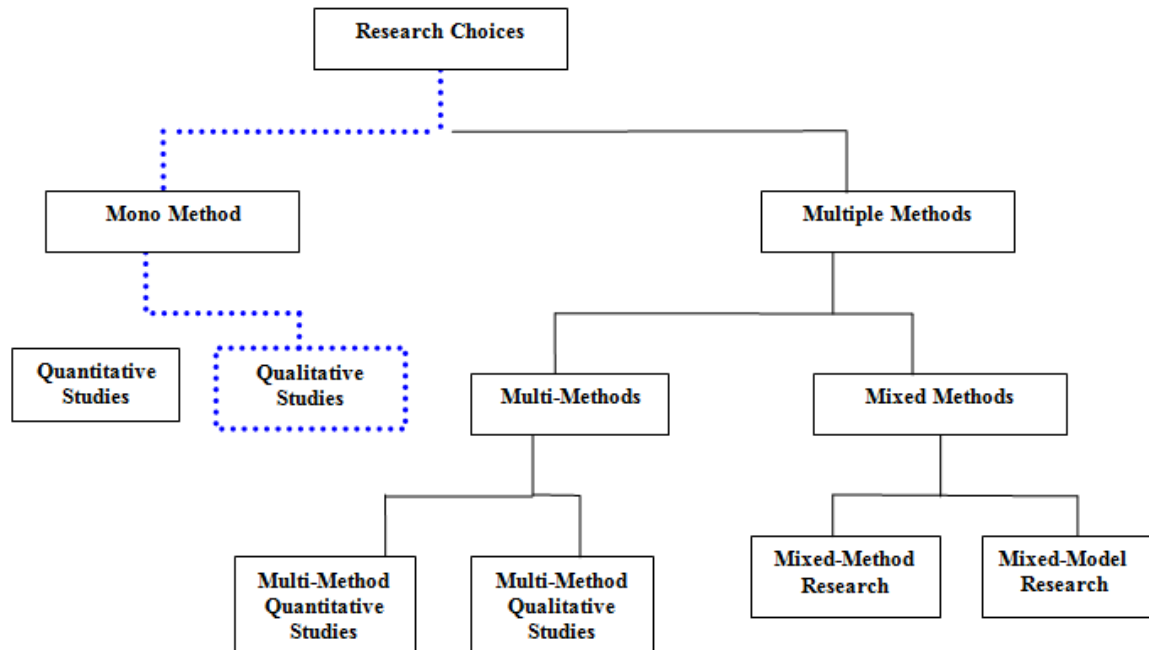 Research Choices
Mono Method
Multiple Methods
Quantitative
Studies
Qualitative
Studies
Multi-Methods
Mixed Methods
Multi-Method
Quantitative
Studies
Multi-Method
Qualitative
Studies
Mixed-Method
Research
Mixed-Model
Research